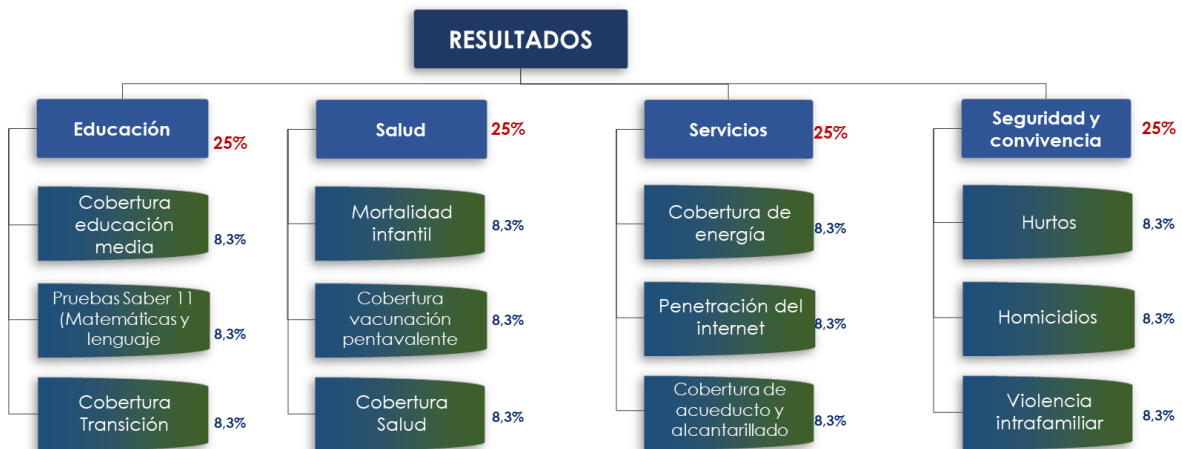 RESULTADOS
Educación
25%
Cobertura
educación
media
8,3%
Pruebas Saber 11
(Matemáticas y
lenguaje
8,3%
Cobertura
Transición
8,3%
Salud
25%
Mortalidad
infantil
8,3%
Cobertura
vacunación
pentavalente
8,3%
Cobertura
Salud
8,3%
Servicios
25%
Cobertura de
energía
8,3%
Penetración del
internet
8,3%
Cobertura de
acueducto y
alcantarillado
8,3%
Seguridad y
convivencia
25%
Hurtos
8,3%
Homicidios
8,3%
Violencia
intrafamiliar
8,3%